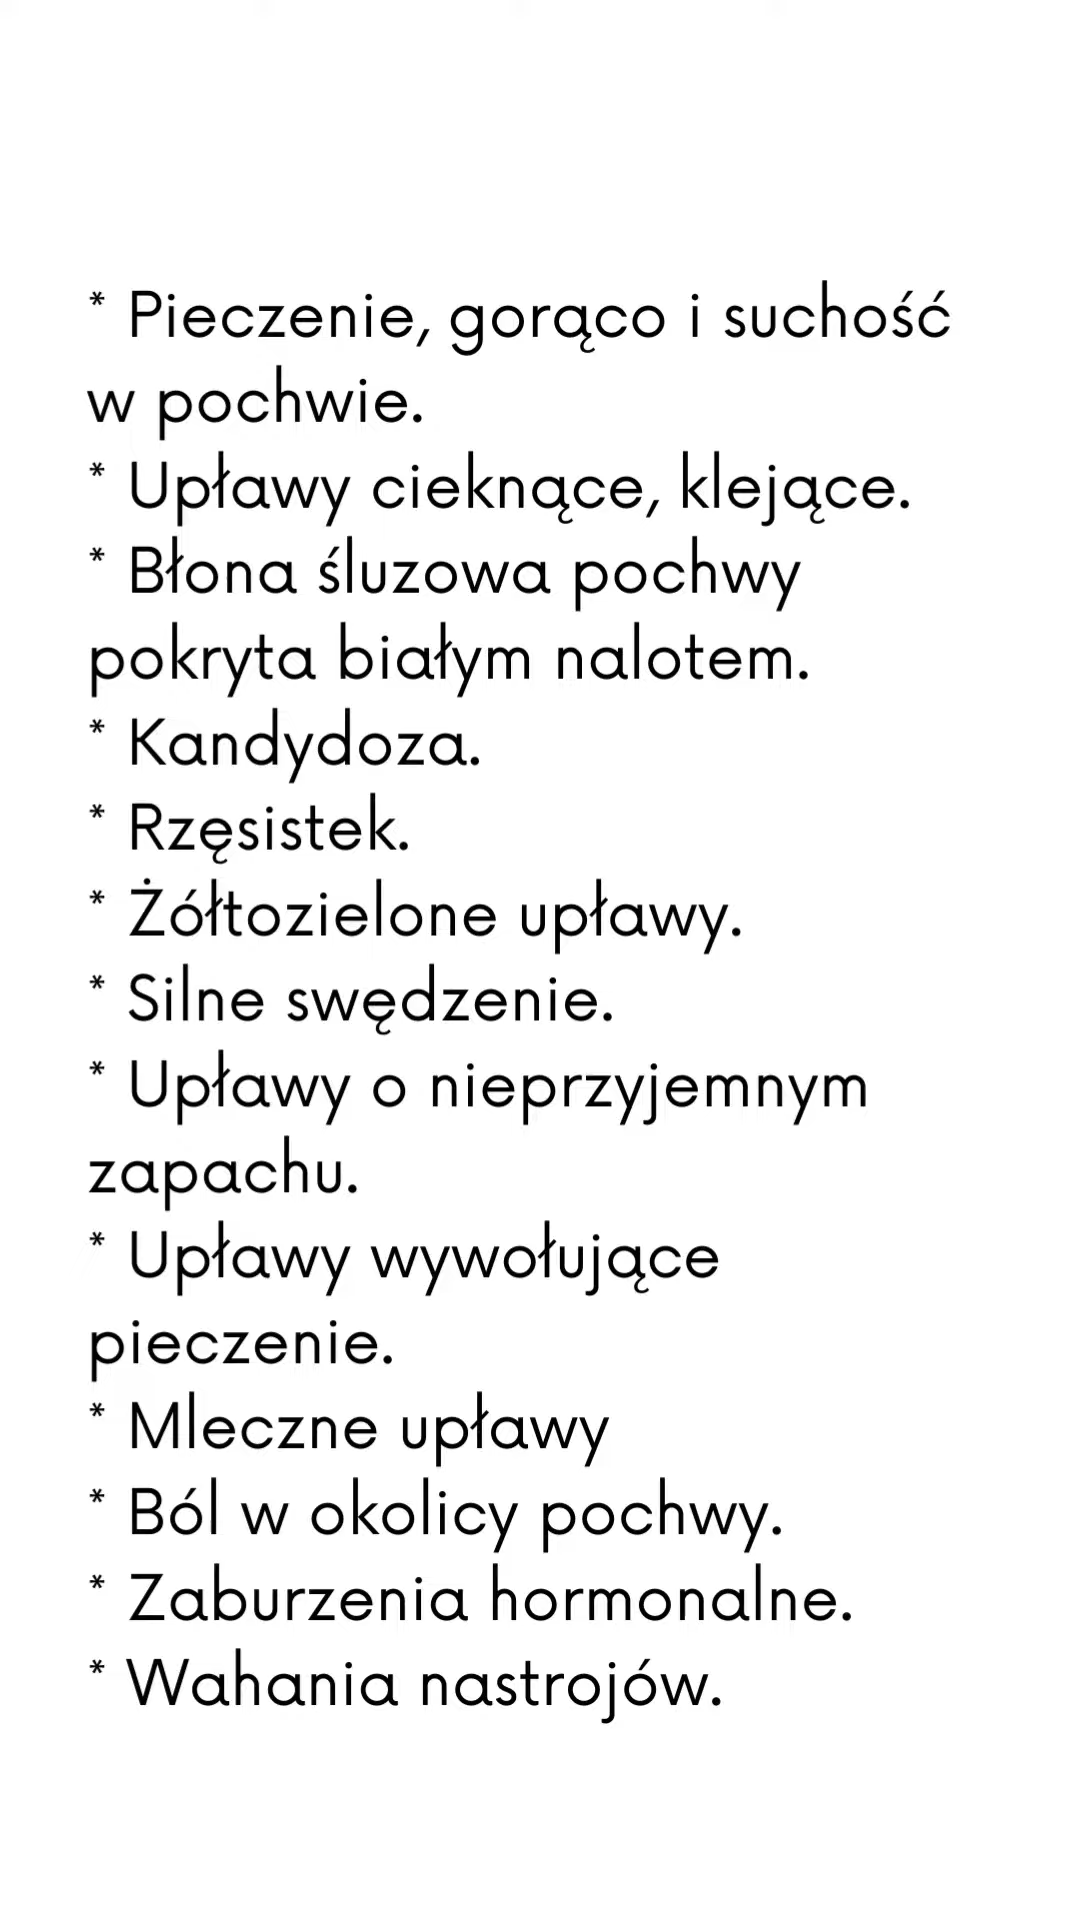 * Pieczenie, gorąco i suchość
w pochwie.
* Upławy cieknące, klejące.
* Błona śluzowa pochwy
pokryta białym nalotem.
* Kandydoza.
* Rzęsistek.
* Żółtozielone upławy.
* Silne swędzenie.
* Upławy o nieprzyjemnym
zapachu.
* Upławy wywołujące
pieczenie.
* Mleczne upławy
* Ból w okolicy pochwy.
* Zaburzenia hormonalne.
* Wahania nastrojów.